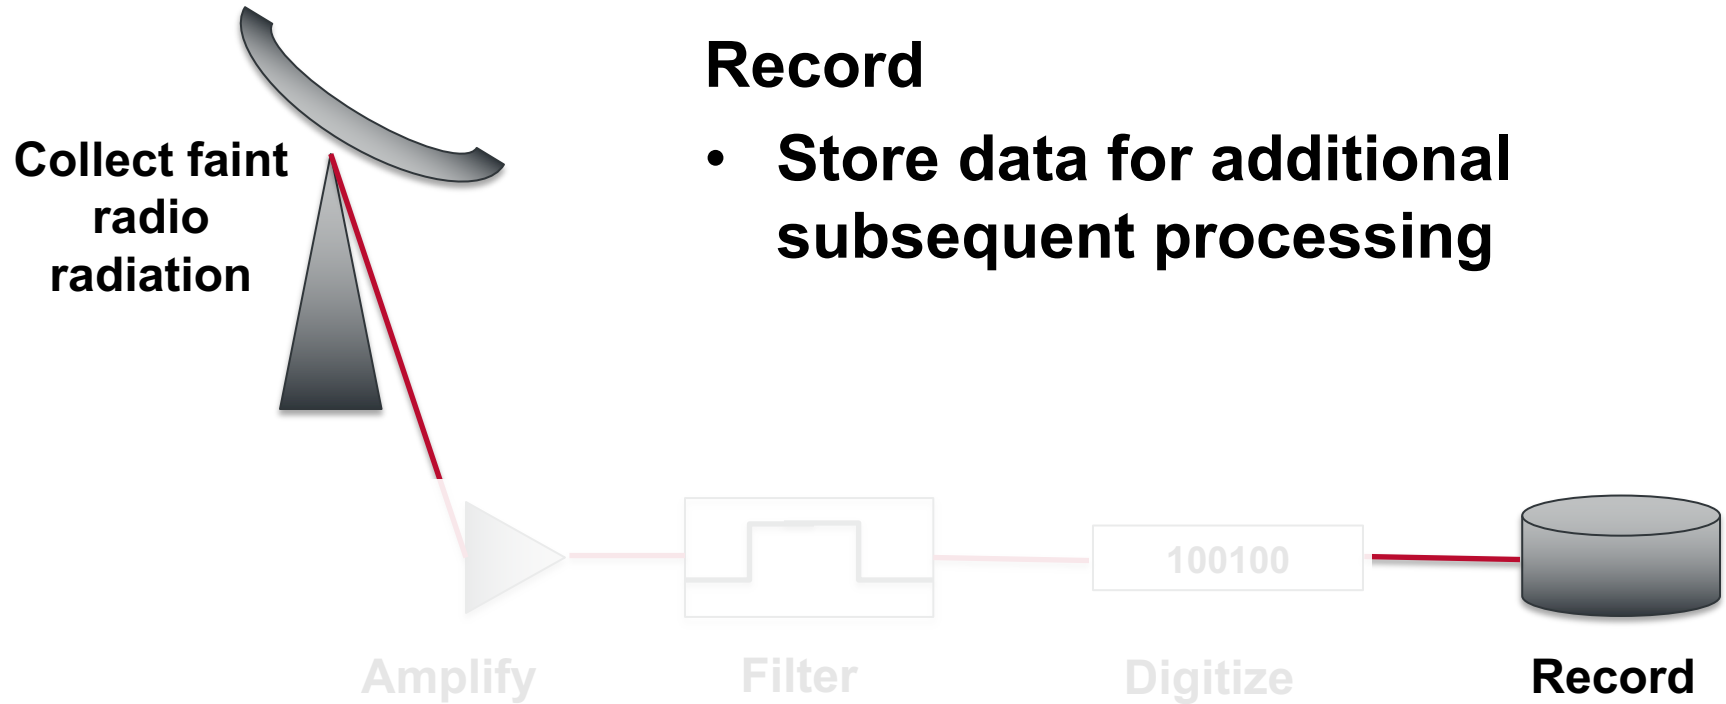 Record
• Store data for additional
subsequent processing
Collect faint
radio
radiation
100100
Amplify
Filter
Digitize
Record